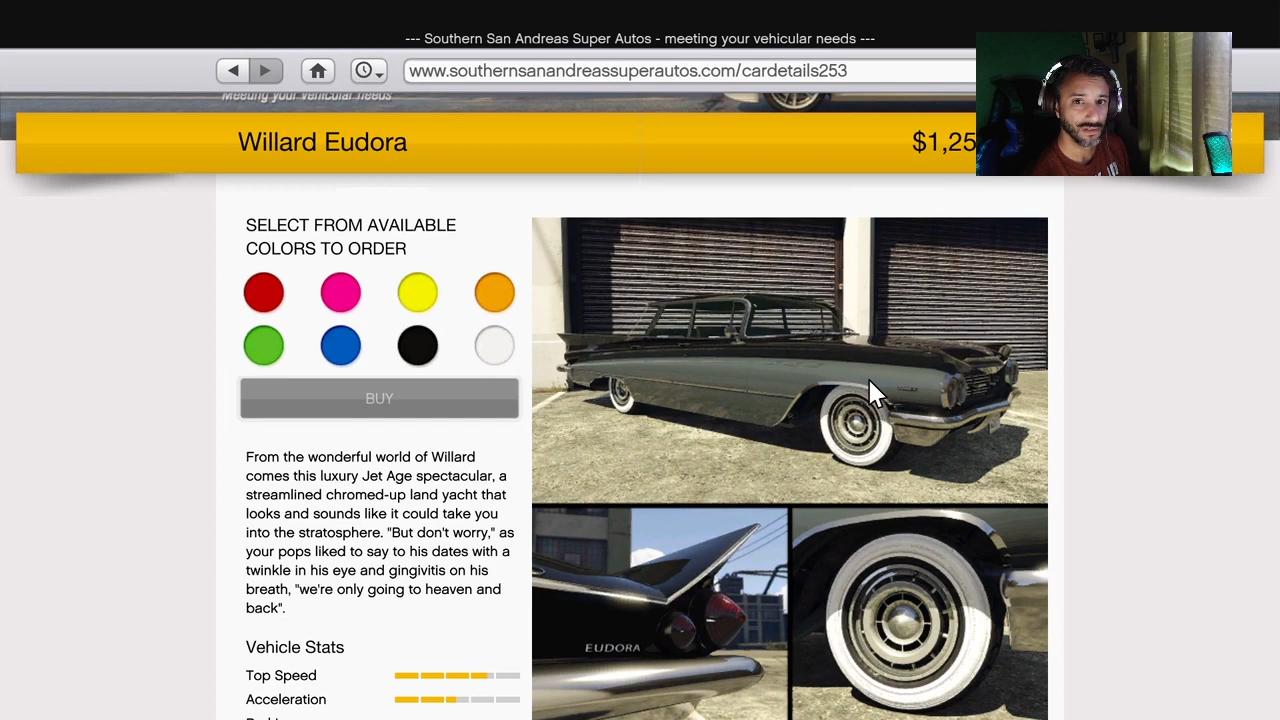 --- Southern San Andreas Super Autos - meeting your vehicular needs ---
www.southernsanandreassuperautos.com/cardetails253
Meeting your vehicular needs
Willard Eudora
$1,25
SELECT FROM AVAILABLE
COLORS TO ORDER
BUY
From the wonderful world of Willard
comes this luxury Jet Age spectacular, a
streamlined chromed-up land yacht that
looks and sounds like it could take you
into the stratosphere. "But don't worry," as
your pops liked to say to his dates with a
twinkle in his eye and gingivitis on his
breath, "we're only going to heaven and
back".
Vehicle Stats
Top Speed
Acceleration
EUDORA